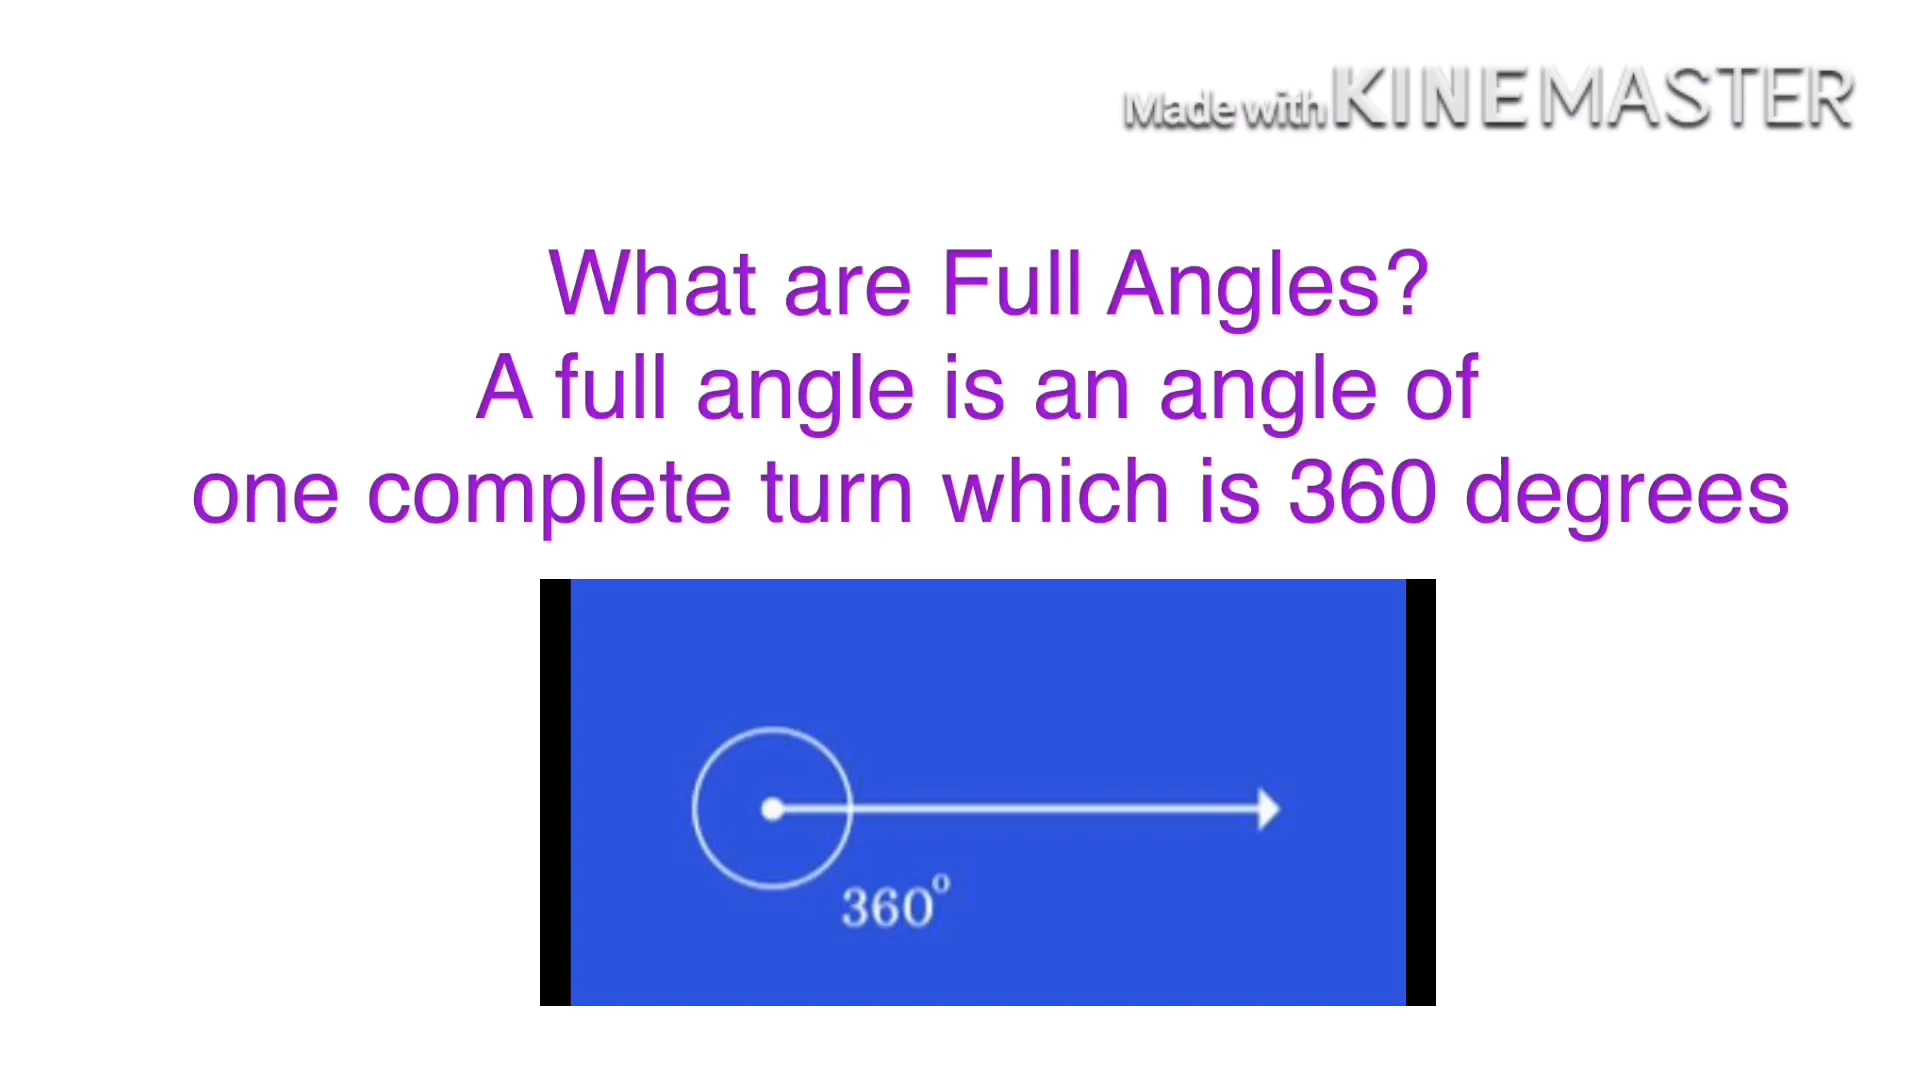 Made with KINEMASTER
What are Full Angles?
A full angle is an angle of
one complete turn which is 360 degrees
360°